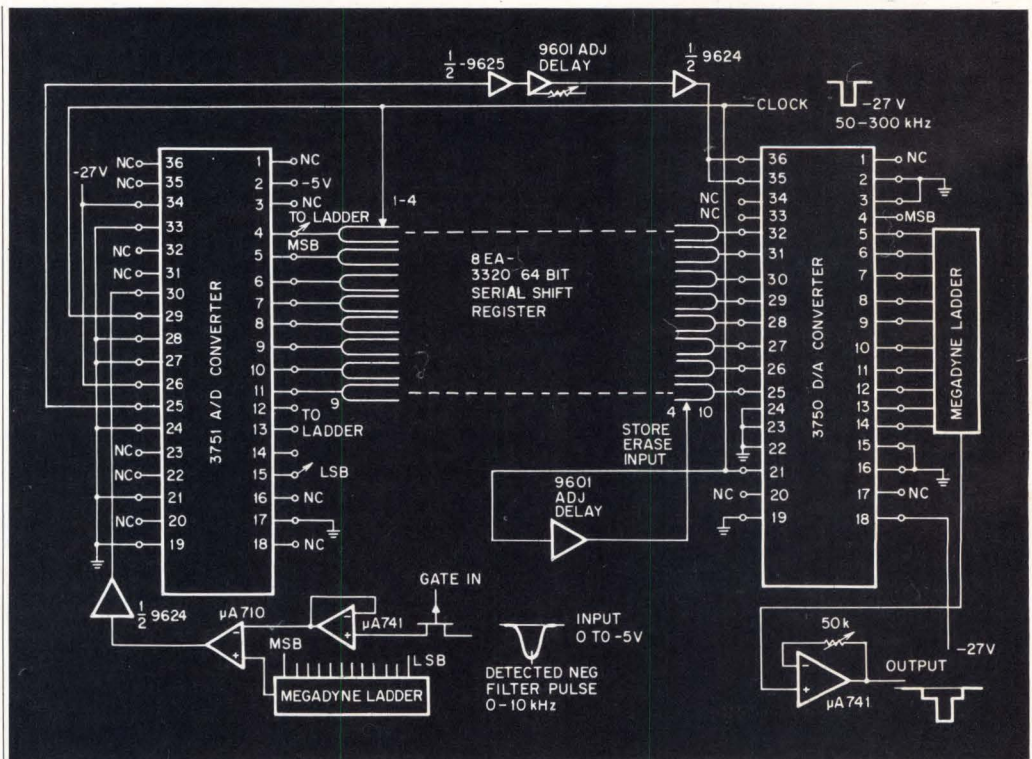 1/2 -9625
9601 ADJ
DELAY
1/2 9624
CLOCK
-27 V
50-300 kHz
NC 36 1 NC
-27V
NC 35 2 -5V
34 3 NC
33 4 TO LADDER
MSB
NC 32 5
NC 31 6
30 7
29 8
28 9
27 10
26 11
25 12 TO
24 13 LADDER
NC 23 14
NC 22 15 LSB
21 16 NC
NC 20 17
19 18 NC
3751 A/D CONVERTER
1-4
9
8 EA-
3320 64 BIT
SERIAL SHIFT
REGISTER
4 10
STORE
ERASE
INPUT
9601
ADJ
DELAY
36 1 NC
35 2
NC 34 3
NC 33 4 MSB
32 5
31 6
30 7
29 8
28 9
27 10
26 11
25 12
24 13
23 14
22 15
21 16
NC 20 17 NC
19 18
3750 D/A CONVERTER
MEGADYNE LADDER
1/2 9624
µA710
- +
µA741
- +
GATE IN
INPUT
0 TO -5V
MSB LSB
MEGADYNE LADDER
DETECTED NEG
FILTER PULSE
0-10 kHz
50k
- +
µA741
-27V
OUTPUT